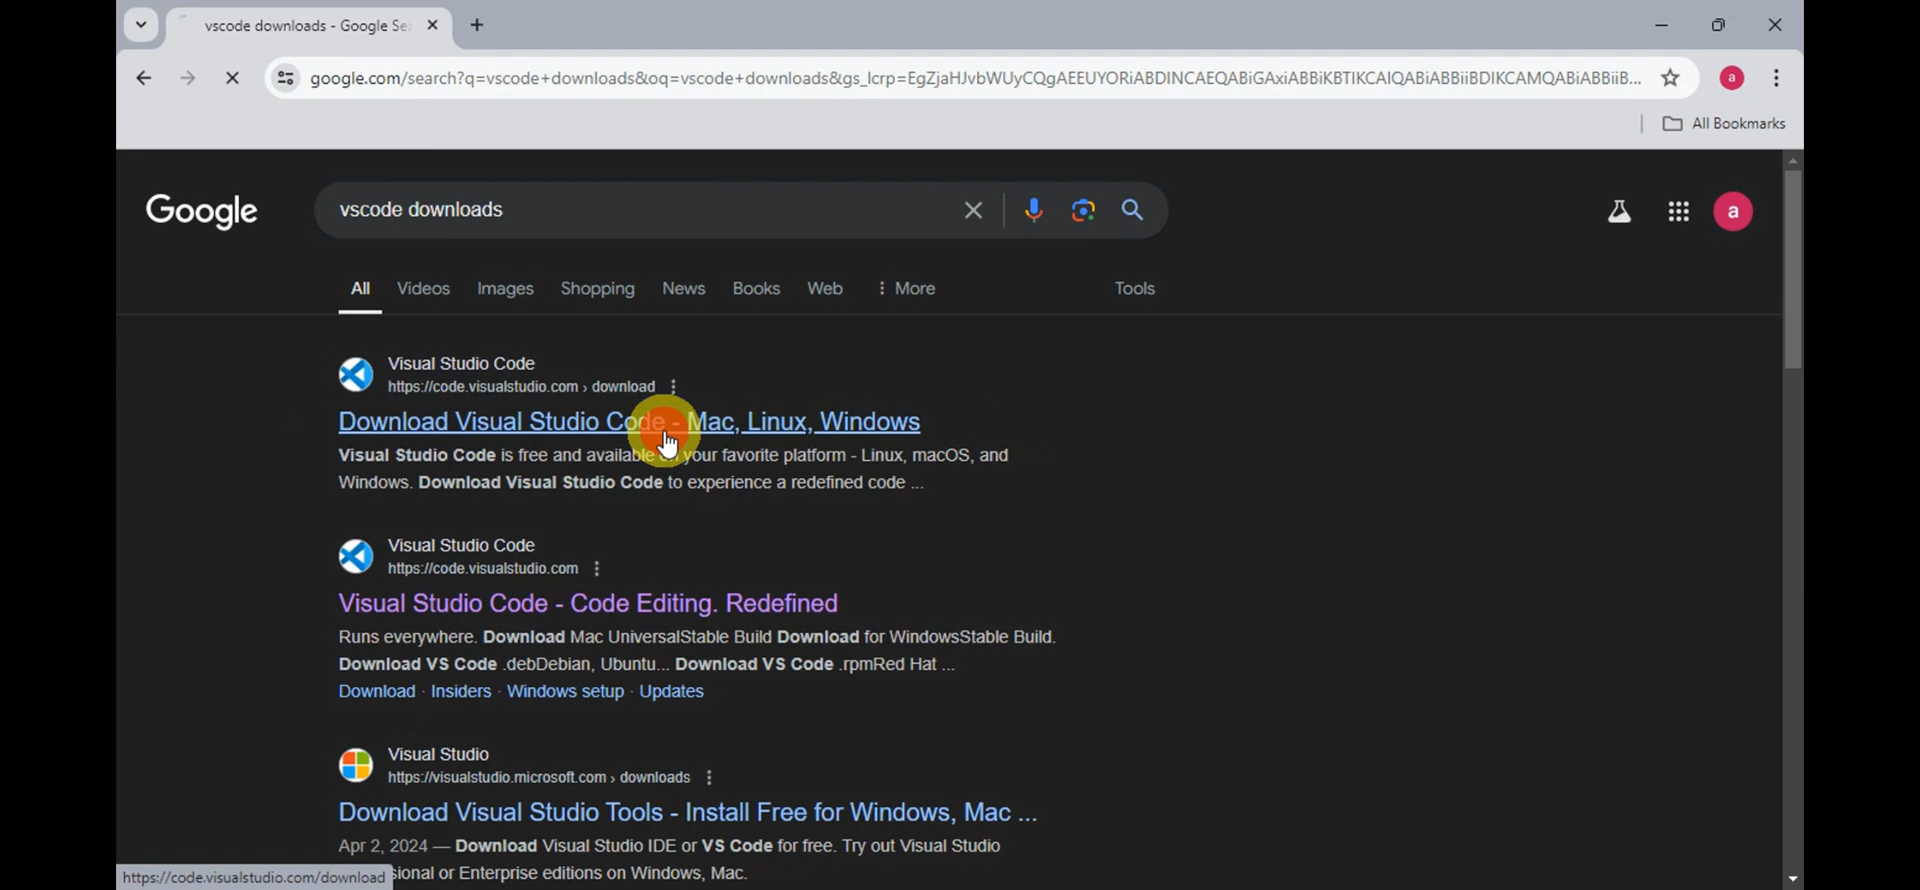 vscode downloads - Google Se
google.com/search?q=vscode+downloads&oq=vscode+downloads&gs_lcrp=EgZjaHJvbWUyCQgAEEUYORiABDINCAEQABiGAxiABBiKBTIKCAIQABiABBiiBDIKCAMQABiABBiiB...
a
All Bookmarks
Google
vscode downloads
a
All Videos Images Shopping News Books Web More Tools
Visual Studio Code
https://code.visualstudio.com › download
Download Visual Studio Code - Mac, Linux, Windows
Visual Studio Code is free and available your favorite platform - Linux, macOS, and
Windows. Download Visual Studio Code to experience a redefined code ...
Visual Studio Code
https://code.visualstudio.com
Visual Studio Code - Code Editing. Redefined
Runs everywhere. Download Mac UniversalStable Build Download for WindowsStable Build.
Download VS Code .debDebian, Ubuntu... Download VS Code .rpmRed Hat ...
Download · Insiders · Windows setup · Updates
Visual Studio
https://visualstudio.microsoft.com › downloads
Download Visual Studio Tools - Install Free for Windows, Mac ...
Apr 2, 2024 — Download Visual Studio IDE or VS Code for free. Try out Visual Studio
sional or Enterprise editions on Windows, Mac.
https://code.visualstudio.com/download